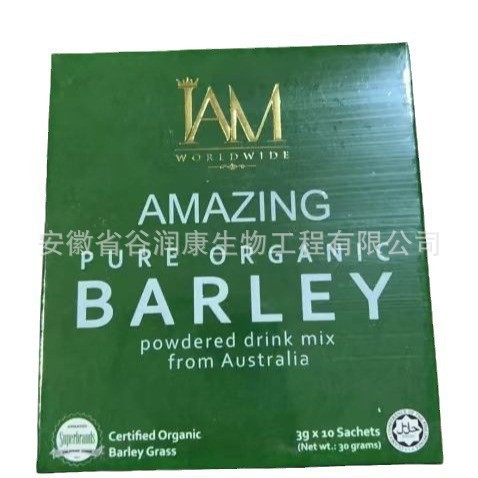 IAM
WORLDWIDE
AMAZING
安徽省谷润康生物工程有限公司
PURE ORGANIC
BARLEY
powdered drink mix
from Australia
Superbrands
Certified Organic
Barley Grass
3g x 10 Sachets
(Net wt.: 30 grams)